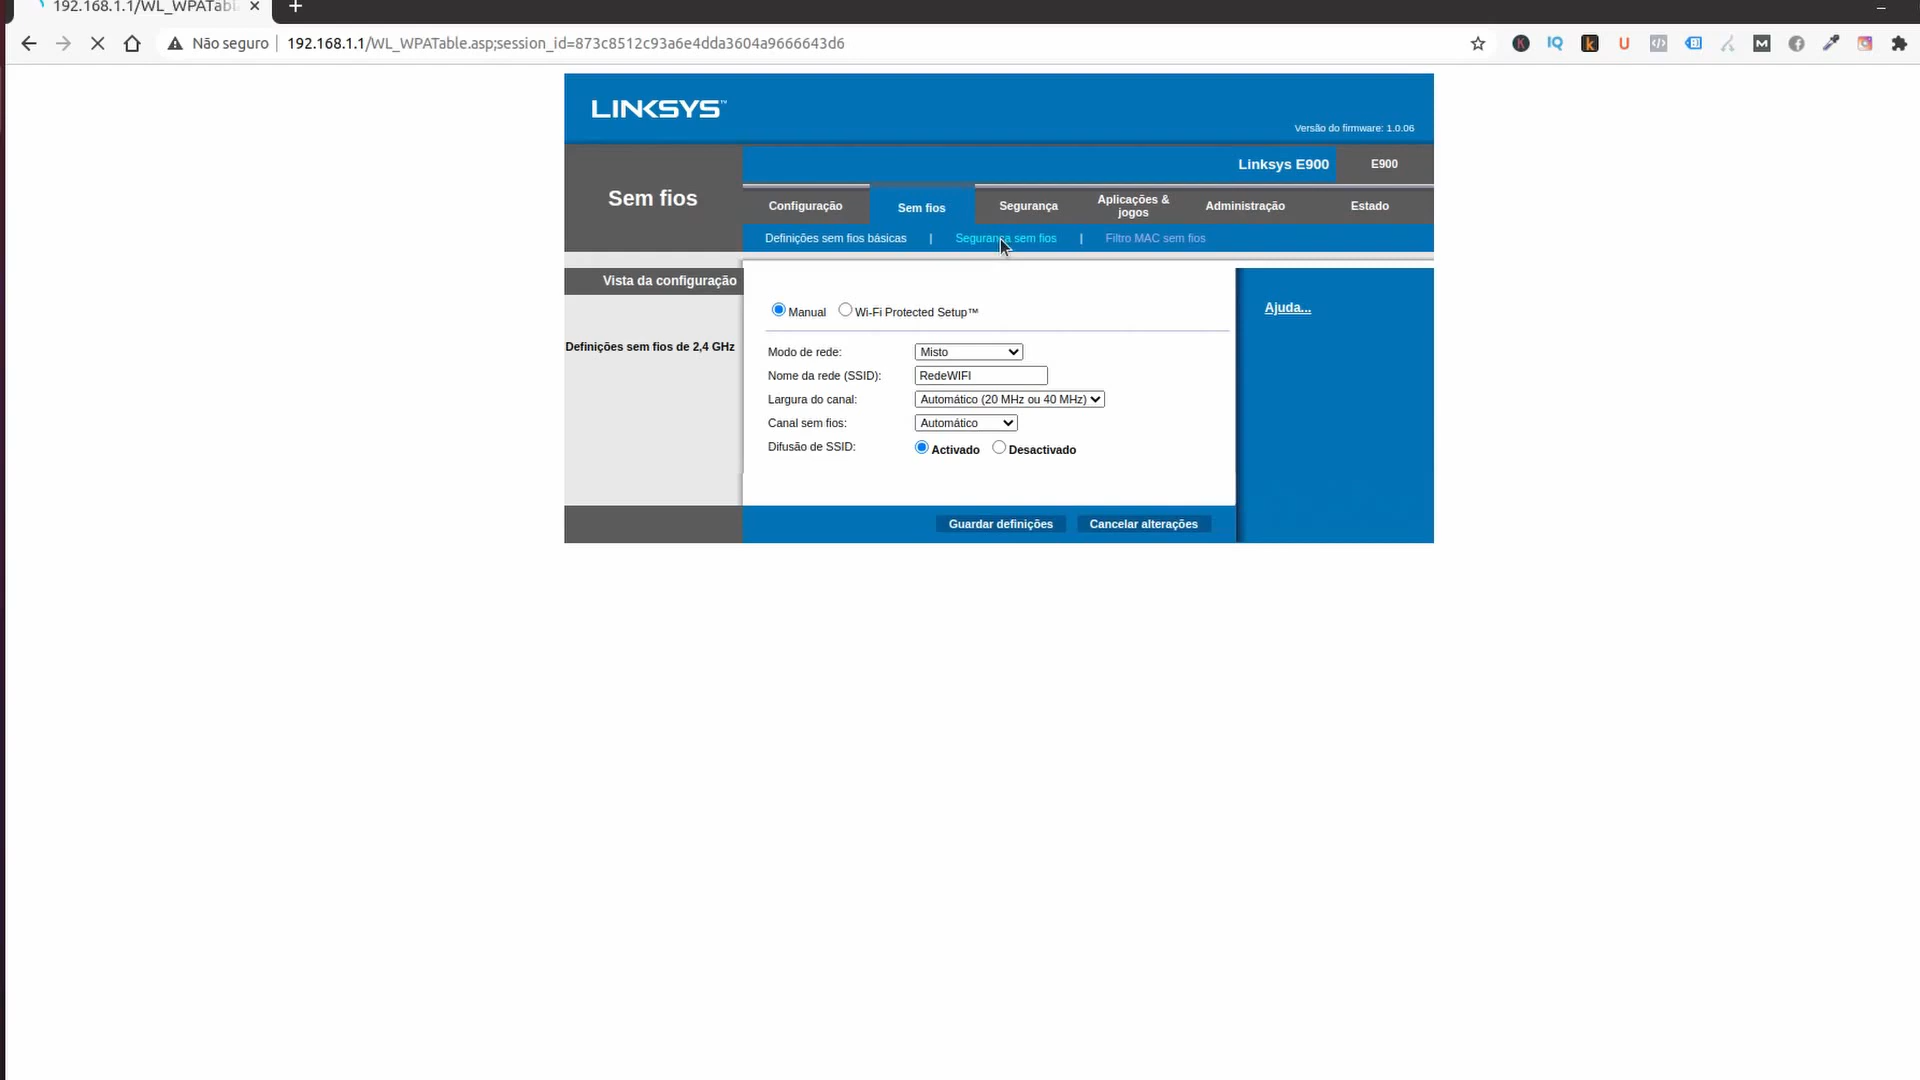 192.168.1.1/WL_WPATabl
Não seguro
192.168.1.1/WL_WPATable.asp;session_id=873c8512c93a6e4dda3604a9666643d6
LINKSYS™
Versão do firmware: 1.0.06
Linksys E900
E900
Sem fios
Configuração
Sem fios
Segurança
Aplicações &
jogos
Administração
Estado
Definições sem fios básicas | Segurança sem fios | Filtro MAC sem fios
Vista da configuração
Ajuda...
Manual
Wi-Fi Protected Setup™
Definições sem fios de 2,4 GHz
Modo de rede: Misto
Nome da rede (SSID): RedeWIFI
Largura do canal: Automático (20 MHz ou 40 MHz)
Canal sem fios: Automático
Difusão de SSID: Activado Desactivado
Guardar definições
Cancelar alterações